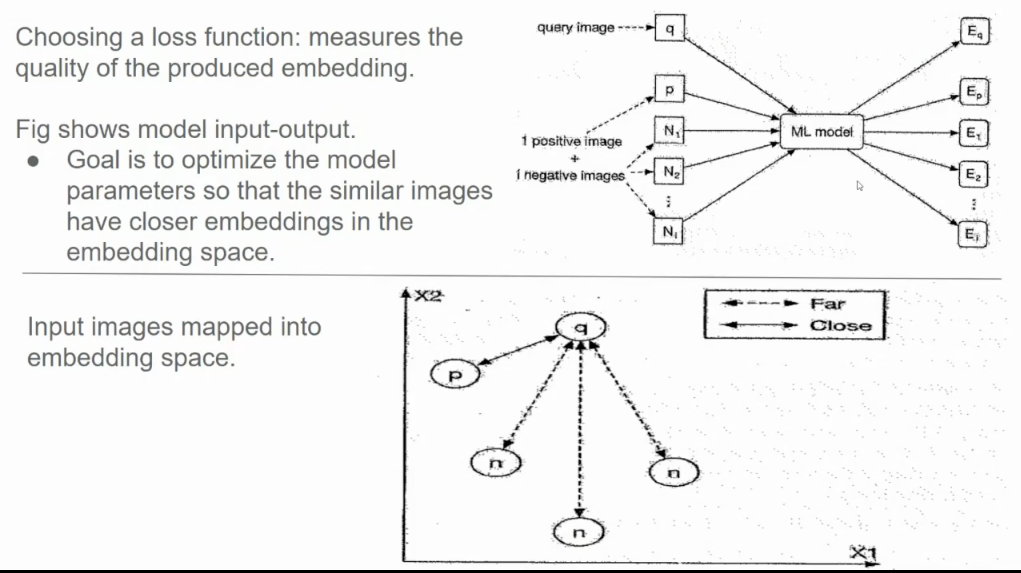 Choosing a loss function: measures the
quality of the produced embedding.
Fig shows model input-output.
● Goal is to optimize the model
parameters so that the similar images
have closer embeddings in the
embedding space.
query image
q
p
1 positive image
+
1 negative images
N₁
N₂
⋮
Nᵢ
ML model
Eq
Ep
E₁
E₂
⋮
Eᵢ
Input images mapped into
embedding space.
X2
Far
Close
q
p
n
n
n
X1